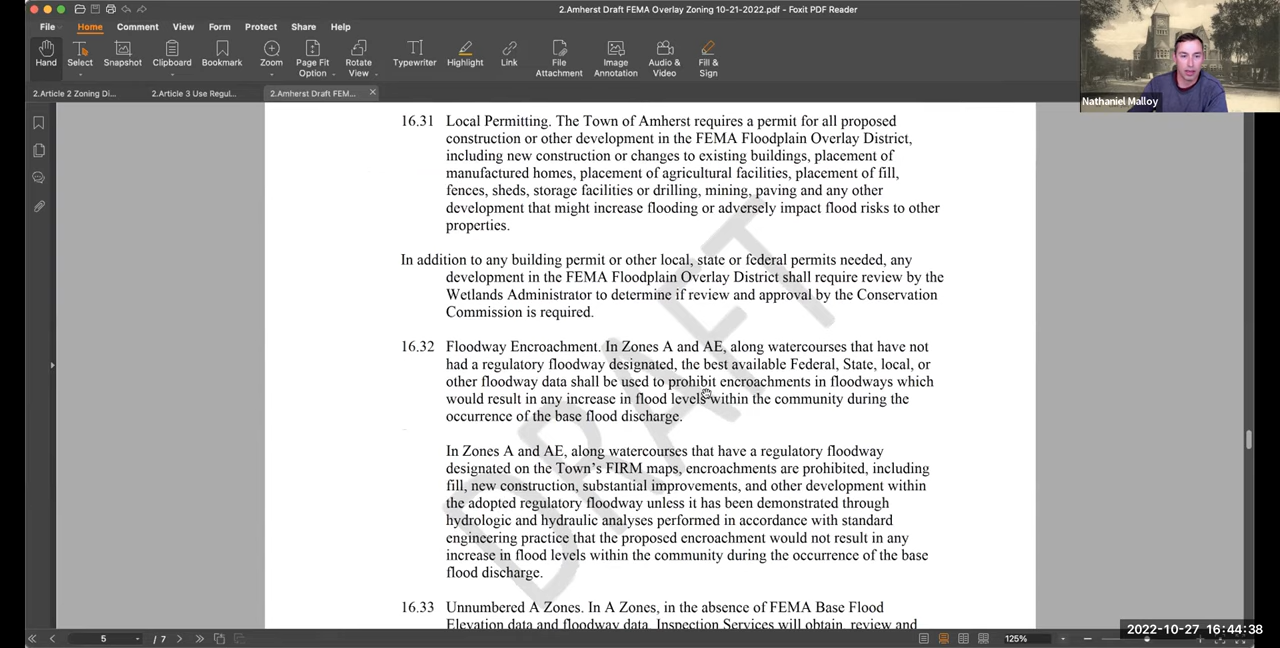 2.Amherst Draft FEMA Overlay Zoning 10-21-2022.pdf - Foxit PDF Reader
File Home Comment View Form Protect Share Help
Hand Select Snapshot Clipboard Bookmark Zoom Page Fit Option Rotate View Typewriter Highlight Link File Attachment Image Annotation Audio & Video Fill & Sign
Nathaniel Malloy
2.Article 2 Zoning Di... 2.Article 3 Use Regul... 2.Amherst Draft FEM...
16.31 Local Permitting. The Town of Amherst requires a permit for all proposed
construction or other development in the FEMA Floodplain Overlay District,
including new construction or changes to existing buildings, placement of
manufactured homes, placement of agricultural facilities, placement of fill,
fences, sheds, storage facilities or drilling, mining, paving and any other
development that might increase flooding or adversely impact flood risks to other
properties.
In addition to any building permit or other local, state or federal permits needed, any
development in the FEMA Floodplain Overlay District shall require review by the
Wetlands Administrator to determine if review and approval by the Conservation
Commission is required.
16.32 Floodway Encroachment. In Zones A and AE, along watercourses that have not
had a regulatory floodway designated, the best available Federal, State, local, or
other floodway data shall be used to prohibit encroachments in floodways which
would result in any increase in flood levels within the community during the
occurrence of the base flood discharge.
In Zones A and AE, along watercourses that have a regulatory floodway
designated on the Town's FIRM maps, encroachments are prohibited, including
fill, new construction, substantial improvements, and other development within
the adopted regulatory floodway unless it has been demonstrated through
hydrologic and hydraulic analyses performed in accordance with standard
engineering practice that the proposed encroachment would not result in any
increase in flood levels within the community during the occurrence of the base
flood discharge.
16.33 Unnumbered A Zones. In A Zones, in the absence of FEMA Base Flood
Elevation data and floodway data, Inspection Services will obtain, review and
DRAFT
5 / 7
125%
2022-10-27 16:44:38